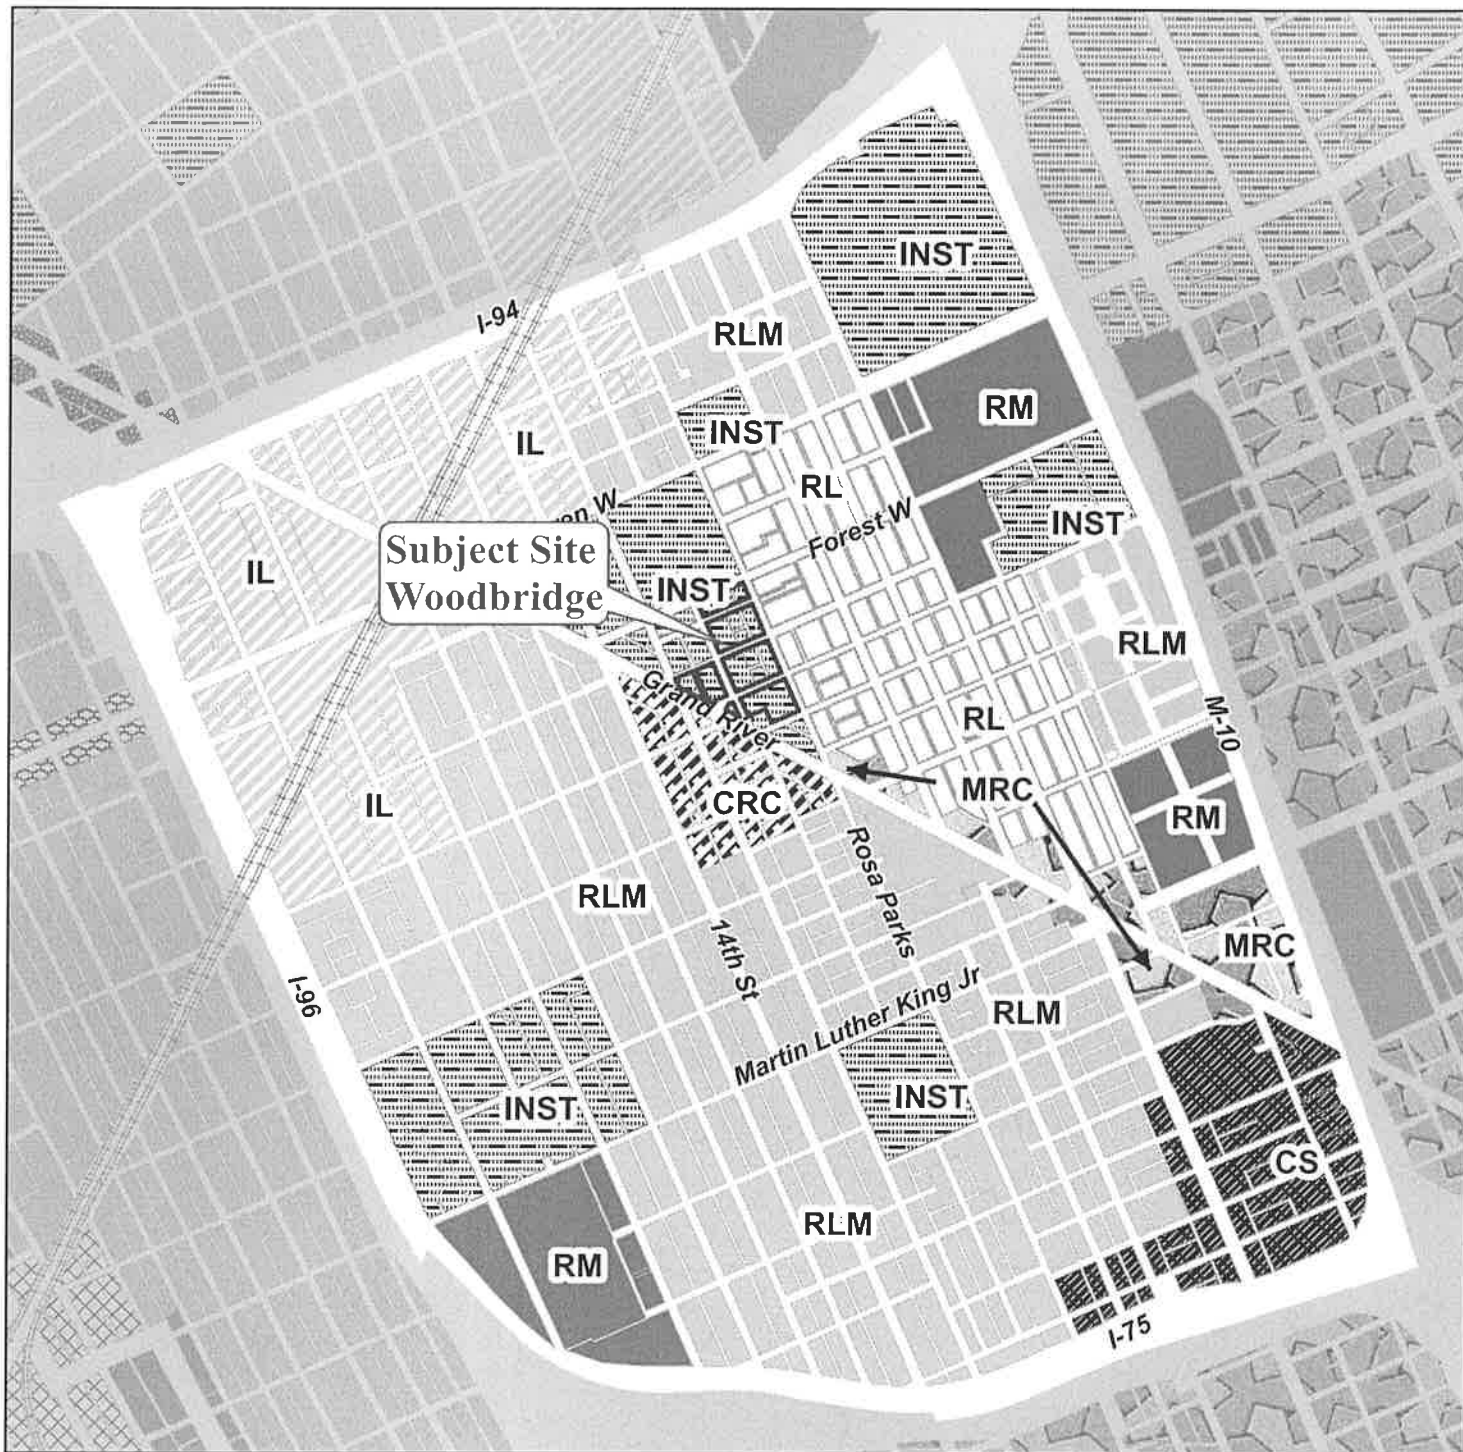 INST
I-94
RLM
RM
INST
IL
RL
Forest W
INST
Subject Site
Woodbridge
IL
INST
RLM
Grand River
RL
M-10
MRC
IL
CRC
RM
Rosa Parks
RLM
14th St
MRC
I-96
Martin Luther King Jr
RLM
INST
INST
CS
RLM
RM
I-75